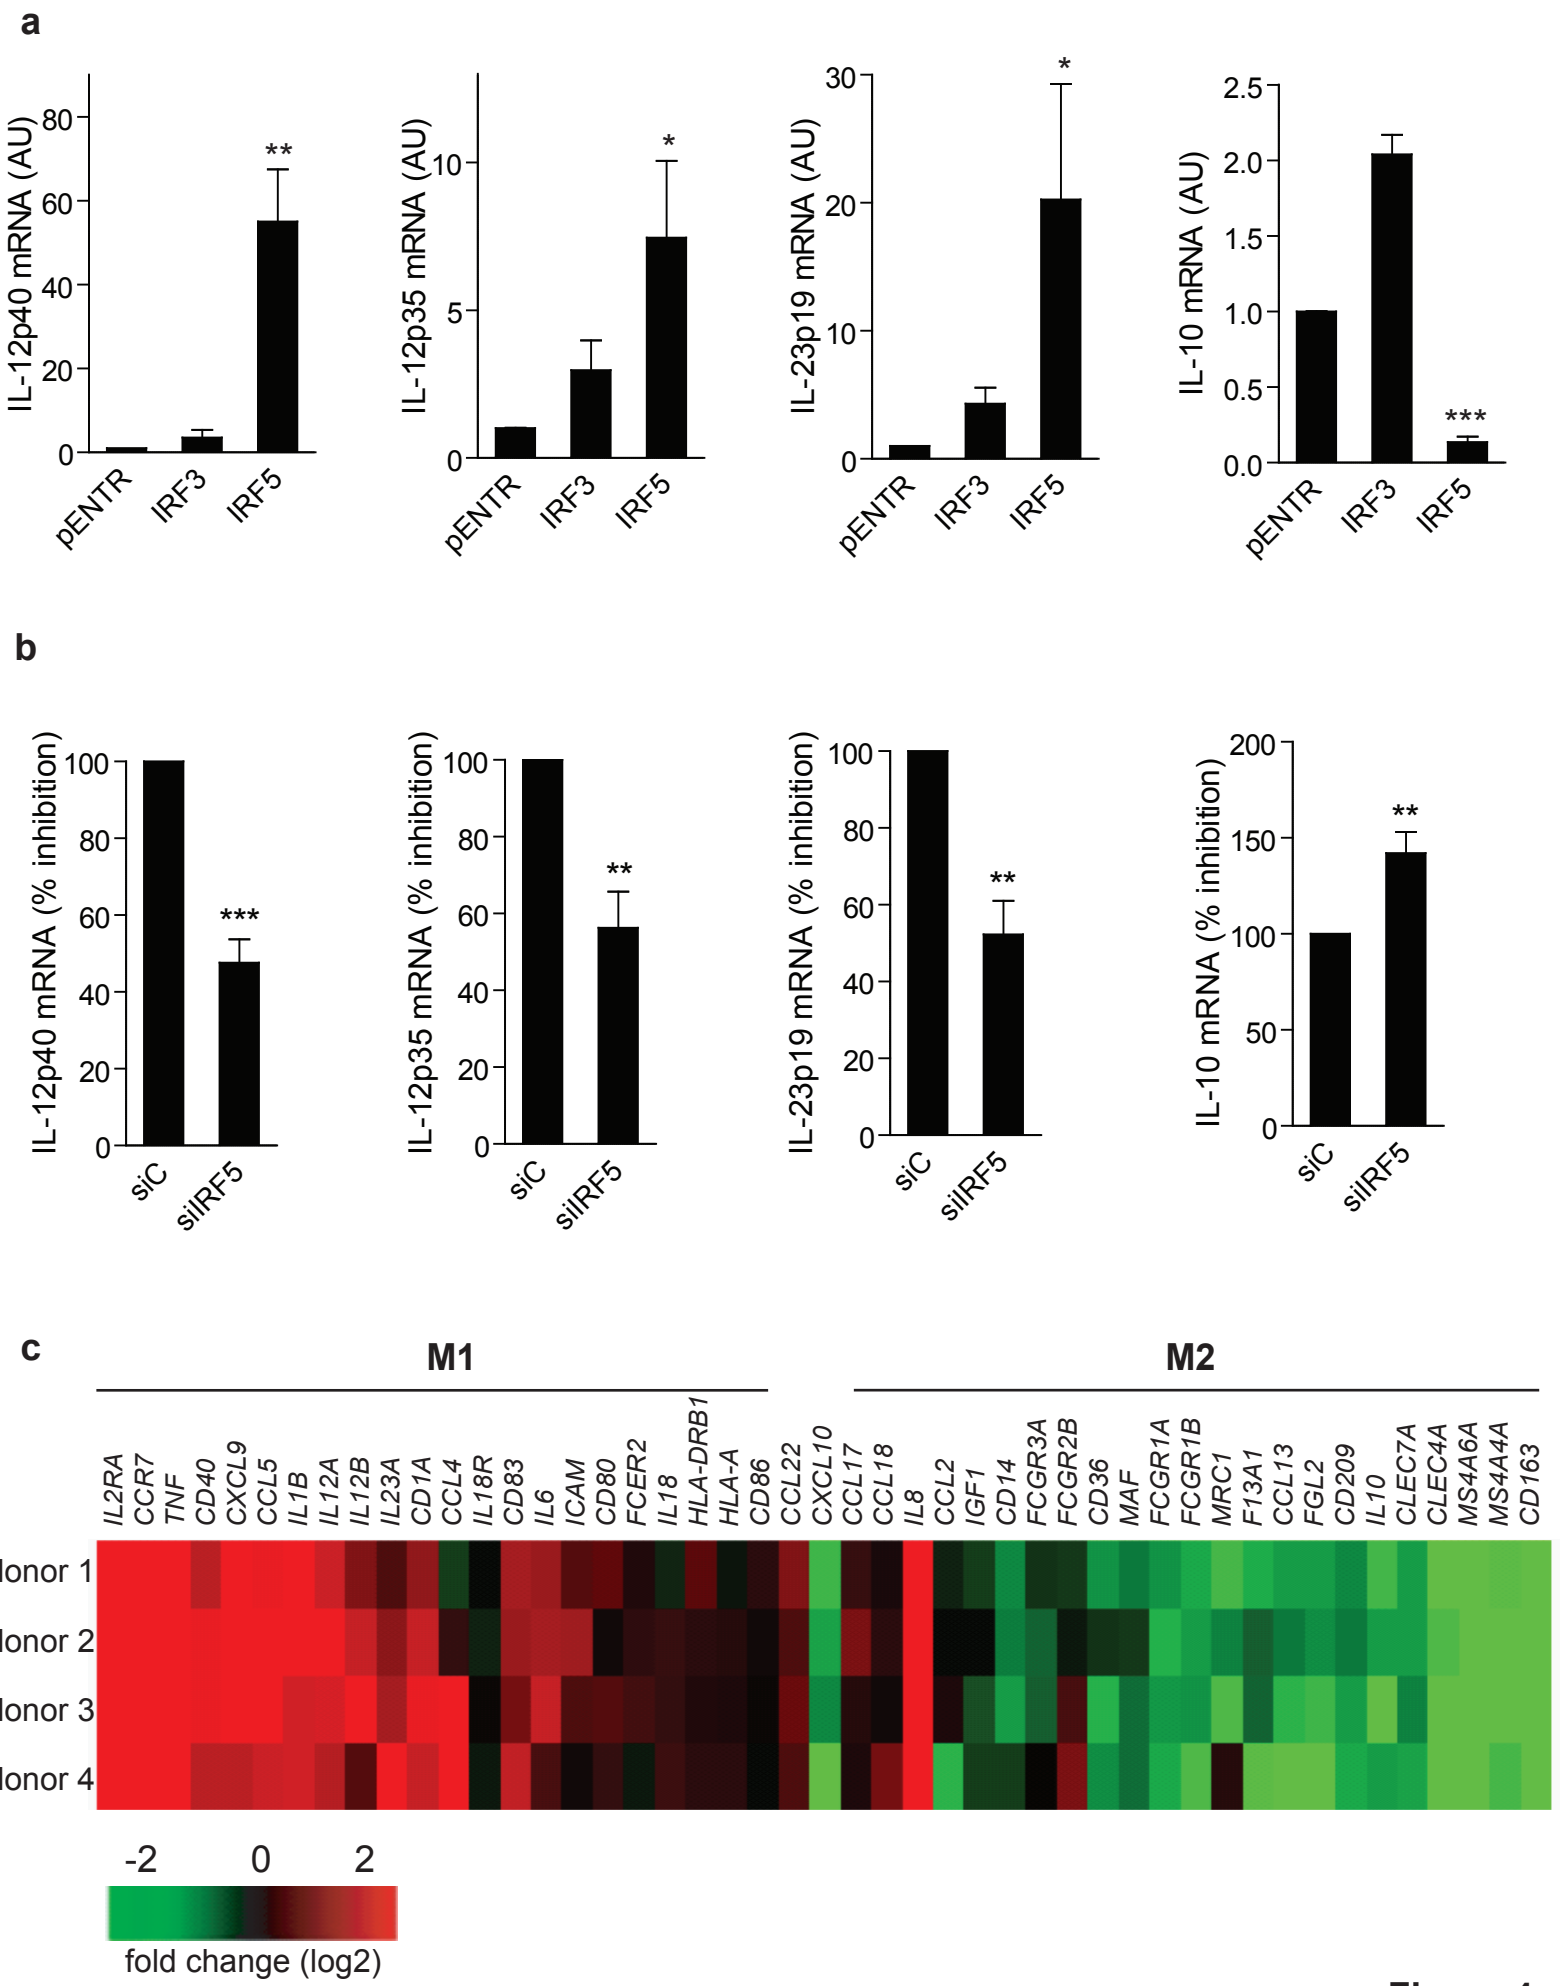 a
IL-12p40 mRNA (AU)
80
60
40
20
0
**
pENTR
IRF3
IRF5
IL-12p35 mRNA (AU)
10
5
0
*
pENTR
IRF3
IRF5
IL-23p19 mRNA (AU)
30
20
10
0
*
pENTR
IRF3
IRF5
IL-10 mRNA (AU)
2.5
2.0
1.5
1.0
0.5
0.0
***
pENTR
IRF3
IRF5
b
IL-12p40 mRNA (% inhibition)
100
80
60
40
20
0
***
siC
siIRF5
IL-12p35 mRNA (% inhibition)
100
80
60
40
20
0
**
siC
siIRF5
IL-23p19 mRNA (% inhibition)
100
80
60
40
20
0
**
siC
siIRF5
IL-10 mRNA (% inhibition)
200
150
100
50
0
**
siC
siIRF5
c
M1
M2
IL2RA
CCR7
TNF
CD40
CXCL9
CCL5
IL1B
IL12A
IL12B
IL23A
CD1A
CCL4
IL18R
CD83
IL6
ICAM
CD80
FCER2
IL18
HLA-DRB1
HLA-A
CD86
CCL22
CXCL10
CCL17
CCL18
IL8
CCL2
IGF1
CD14
FCGR3A
FCGR2B
CD36
MAF
FCGR1A
FCGR1B
MRC1
F13A1
CCL13
FGL2
CD209
IL10
CLEC7A
CLEC4A
MS4A6A
MS4A4A
CD163
onor 1
onor 2
onor 3
onor 4
-2 0 2
fold change (log2)